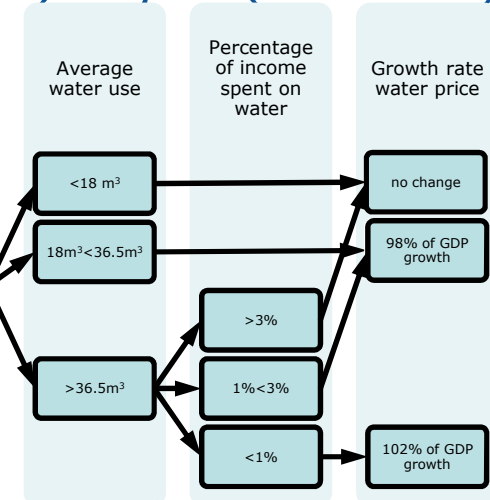 Average
water use
Percentage
of income
spent on
water
Growth rate
water price
<18 m³
no change
18m³<36.5m³
98% of GDP
growth
>3%
>36.5m³
1%<3%
<1%
102% of GDP
growth